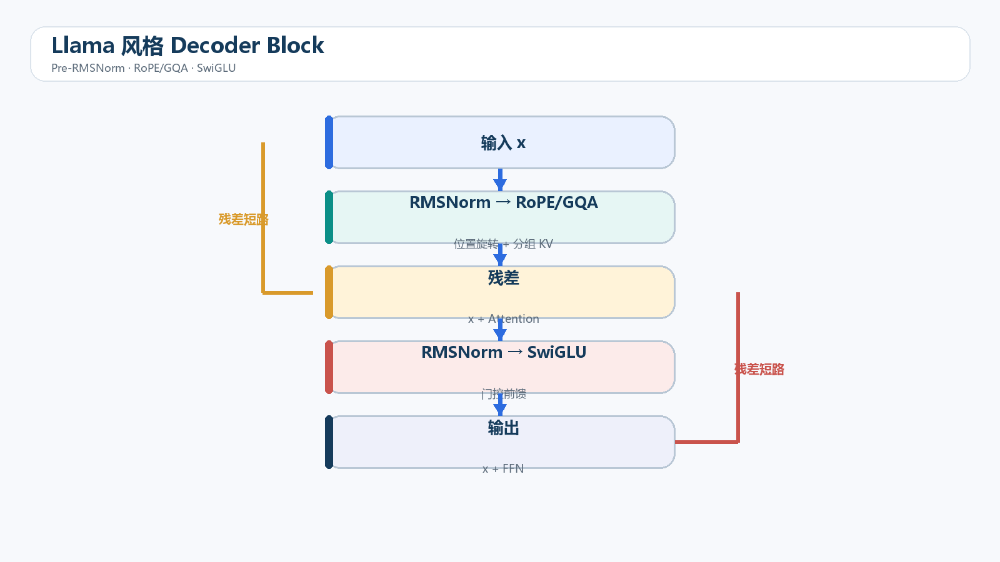 Llama 风格 Decoder Block
Pre-RMSNorm · RoPE/GQA · SwiGLU
输入 x
RMSNorm → RoPE/GQA
残差短路
位置旋转 + 分组 KV
残差
x + Attention
RMSNorm → SwiGLU
残差短路
门控前馈
输出
x + FFN